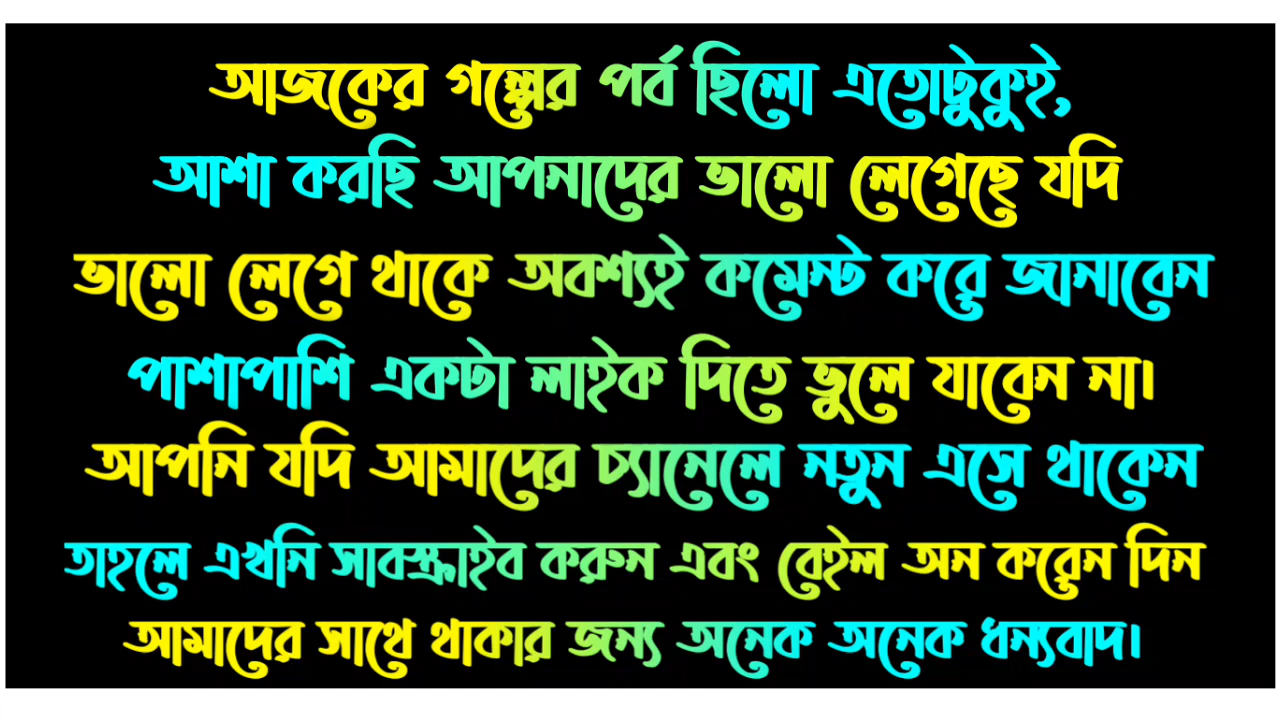 আজকের গল্পের পর্ব ছিলো এতোটুকুই,
আশা করছি আপনাদের ভালো লেগেছে যদি
ভালো লেগে থাকে অবশ্যই কমেন্ট করে জানাবেন
পাশাপাশি একটা লাইক দিতে ভুলে যাবেন না।
আপনি যদি আমাদের চ্যানেলে নতুন এসে থাকেন
তাহলে এখনি সাবস্ক্রাইব করুন এবং বেইল অন করেন দিন
আমাদের সাথে থাকার জন্য অনেক অনেক ধন্যবাদ।